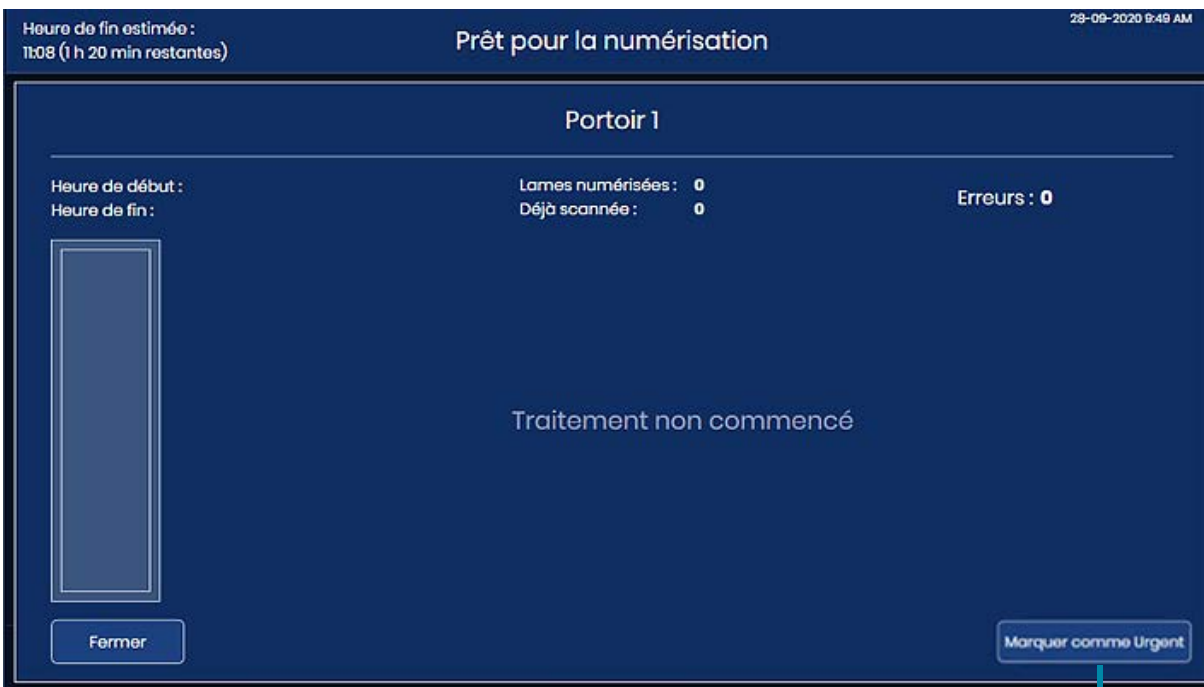 Heure de fin estimée :
11:08 (1 h 20 min restantes)
Prêt pour la numérisation
28-09-2020 9:49 AM
Portoir 1
Heure de début :
Heure de fin :
Lames numérisées : 0
Déjà scannée : 0
Erreurs : 0
Traitement non commencé
Fermer
Marquer comme Urgent